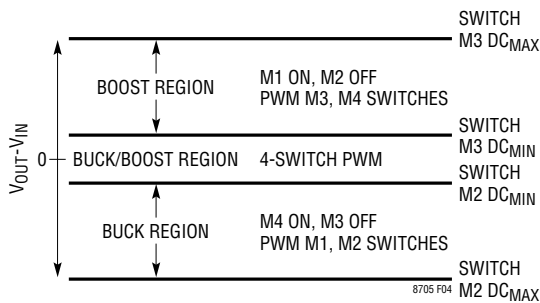 SWITCH
M3 DCMAX
BOOST REGION
M1 ON, M2 OFF
PWM M3, M4 SWITCHES
SWITCH
M3 DCMIN
VOUT-VIN
0
BUCK/BOOST REGION
4-SWITCH PWM
SWITCH
M2 DCMIN
BUCK REGION
M4 ON, M3 OFF
PWM M1, M2 SWITCHES
8705 F04
SWITCH
M2 DCMAX